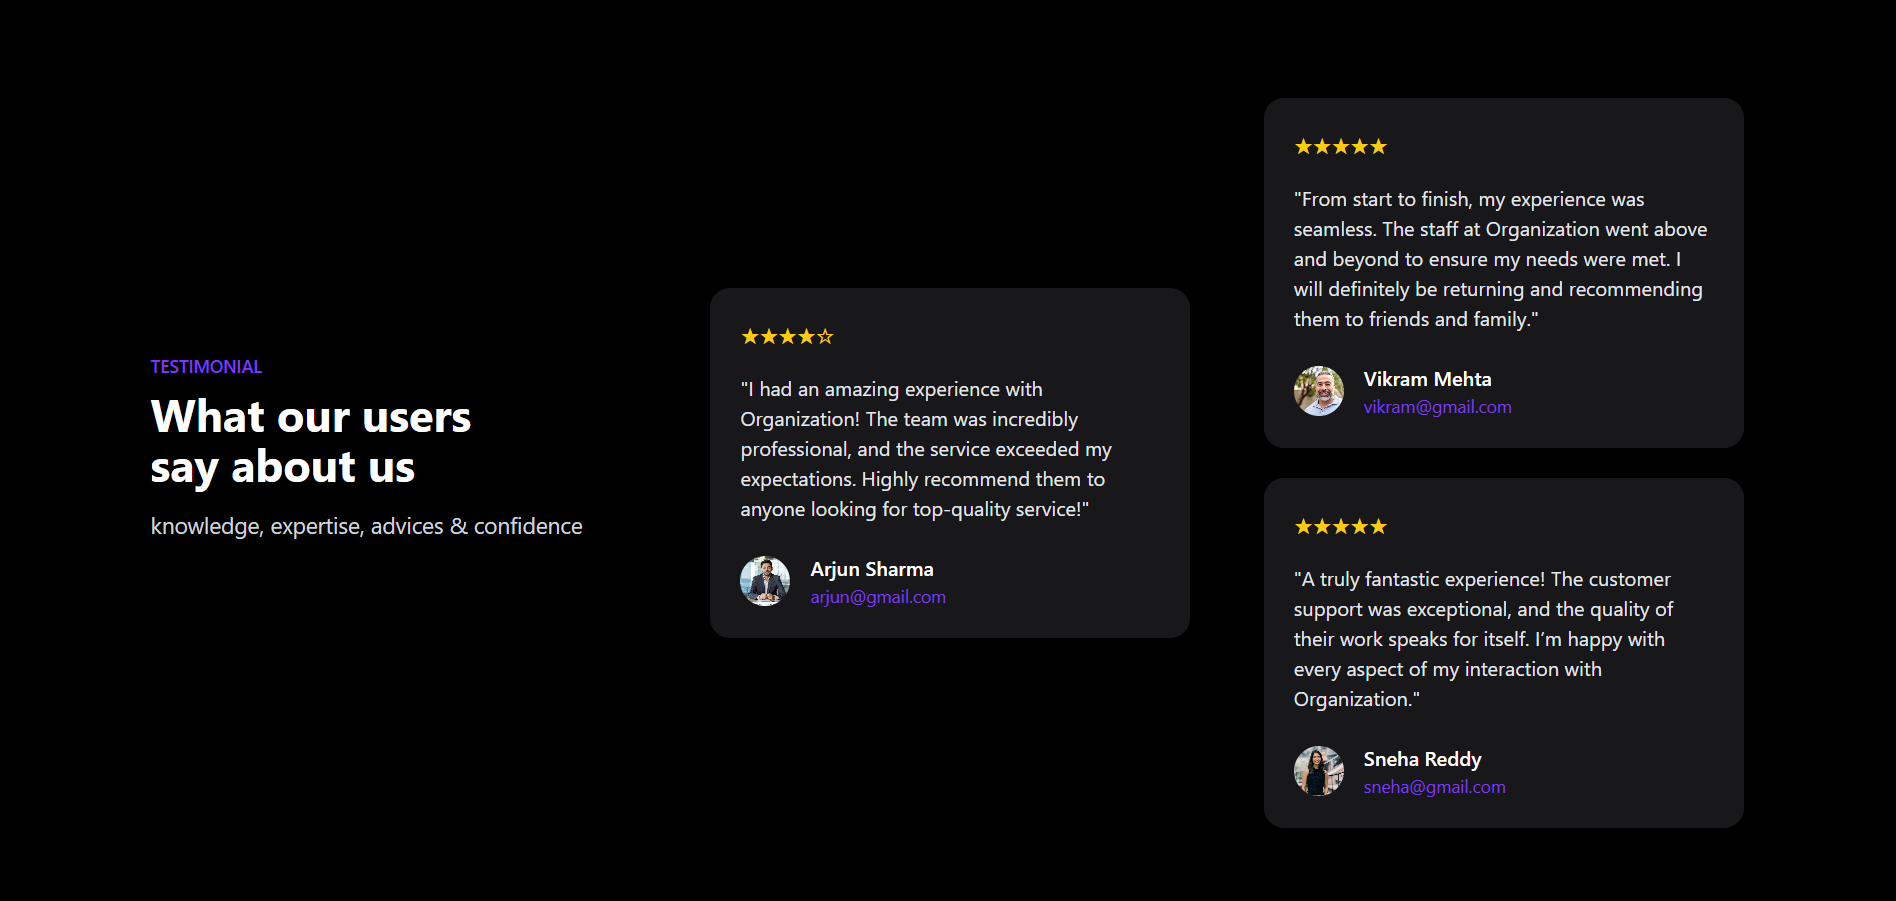 TESTIMONIAL
What our users
say about us
knowledge, expertise, advices & confidence
★★★★☆
"I had an amazing experience with
Organization! The team was incredibly
professional, and the service exceeded my
expectations. Highly recommend them to
anyone looking for top-quality service!"
Arjun Sharma
arjun@gmail.com
★★★★★
"From start to finish, my experience was
seamless. The staff at Organization went above
and beyond to ensure my needs were met. I
will definitely be returning and recommending
them to friends and family."
Vikram Mehta
vikram@gmail.com
★★★★★
"A truly fantastic experience! The customer
support was exceptional, and the quality of
their work speaks for itself. I’m happy with
every aspect of my interaction with
Organization."
Sneha Reddy
sneha@gmail.com